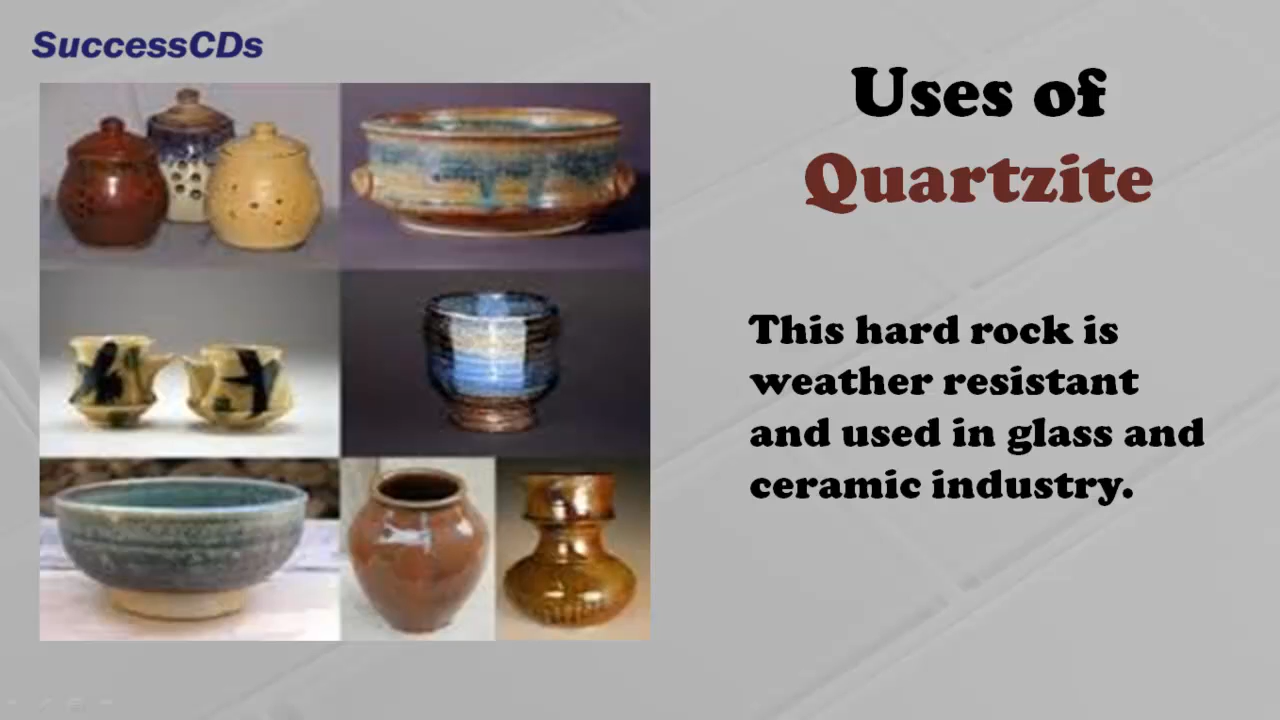 SuccessCDs
Uses of
Quartzite
This hard rock is
weather resistant
and used in glass and
ceramic industry.